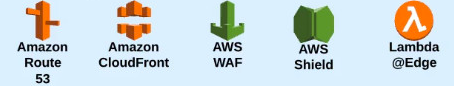 Amazon
Route
53
Amazon
CloudFront
AWS
WAF
AWS
Shield
Lambda
@Edge